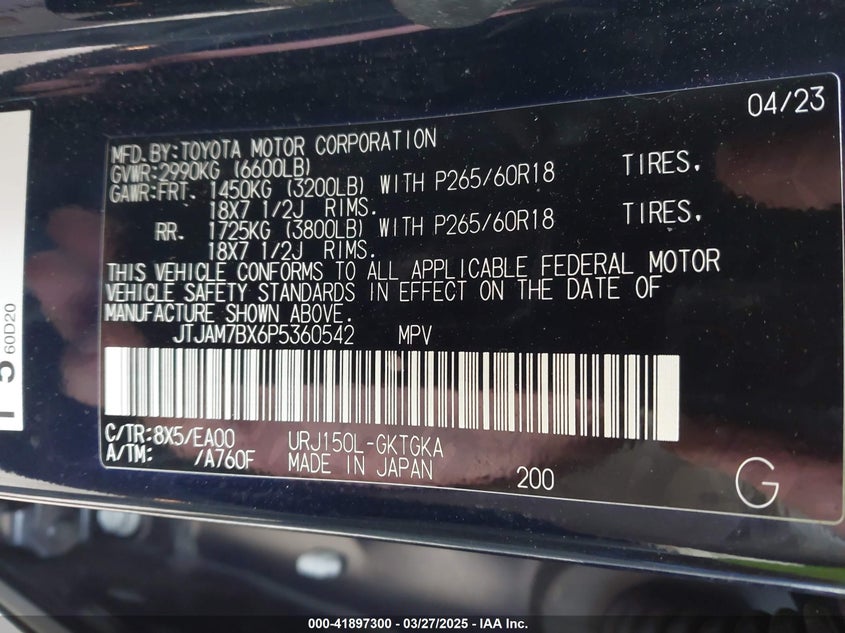 04/23
MFD. BY: TOYOTA MOTOR CORPORATION
GVWR: 2990KG (6600LB)
GAWR: FRT. 1450KG (3200LB) WITH P265/60R18 TIRES.
18X7 1/2J RIMS.
RR. 1725KG (3800LB) WITH P265/60R18 TIRES.
18X7 1/2J RIMS.
THIS VEHICLE CONFORMS TO ALL APPLICABLE FEDERAL MOTOR
VEHICLE SAFETY STANDARDS IN EFFECT ON THE DATE OF
MANUFACTURE SHOWN ABOVE.
JTJAM7BX6P5360542 MPV
C/TR: 8X5/EA00 URJ150L-GKTGKA
A/TM: /A760F MADE IN JAPAN 200 G
60D20
000-41897300 - 03/27/2025 - IAA Inc.